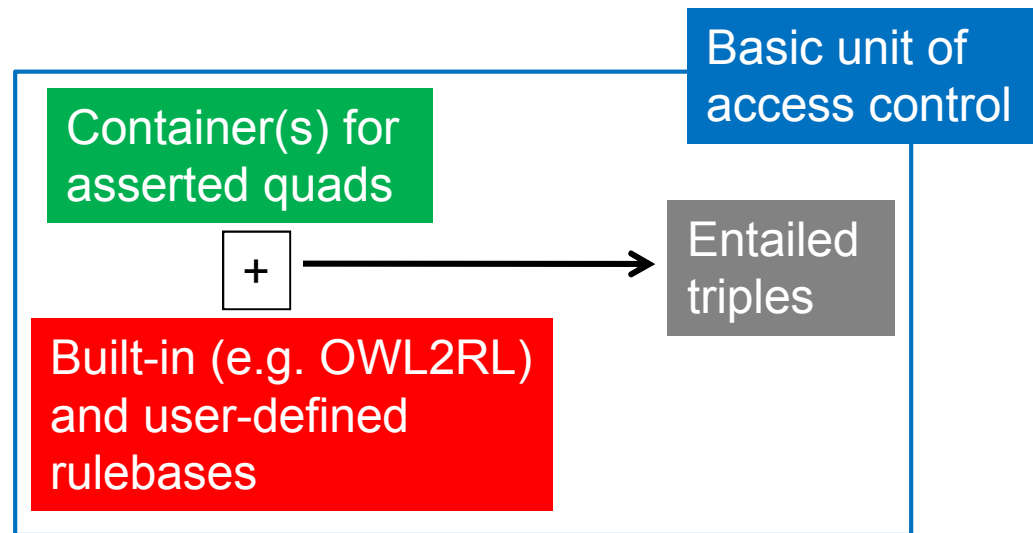 Basic unit of
access control
Container(s) for
asserted quads
+
Entailed
triples
Built-in (e.g. OWL2RL)
and user-defined
rulebases